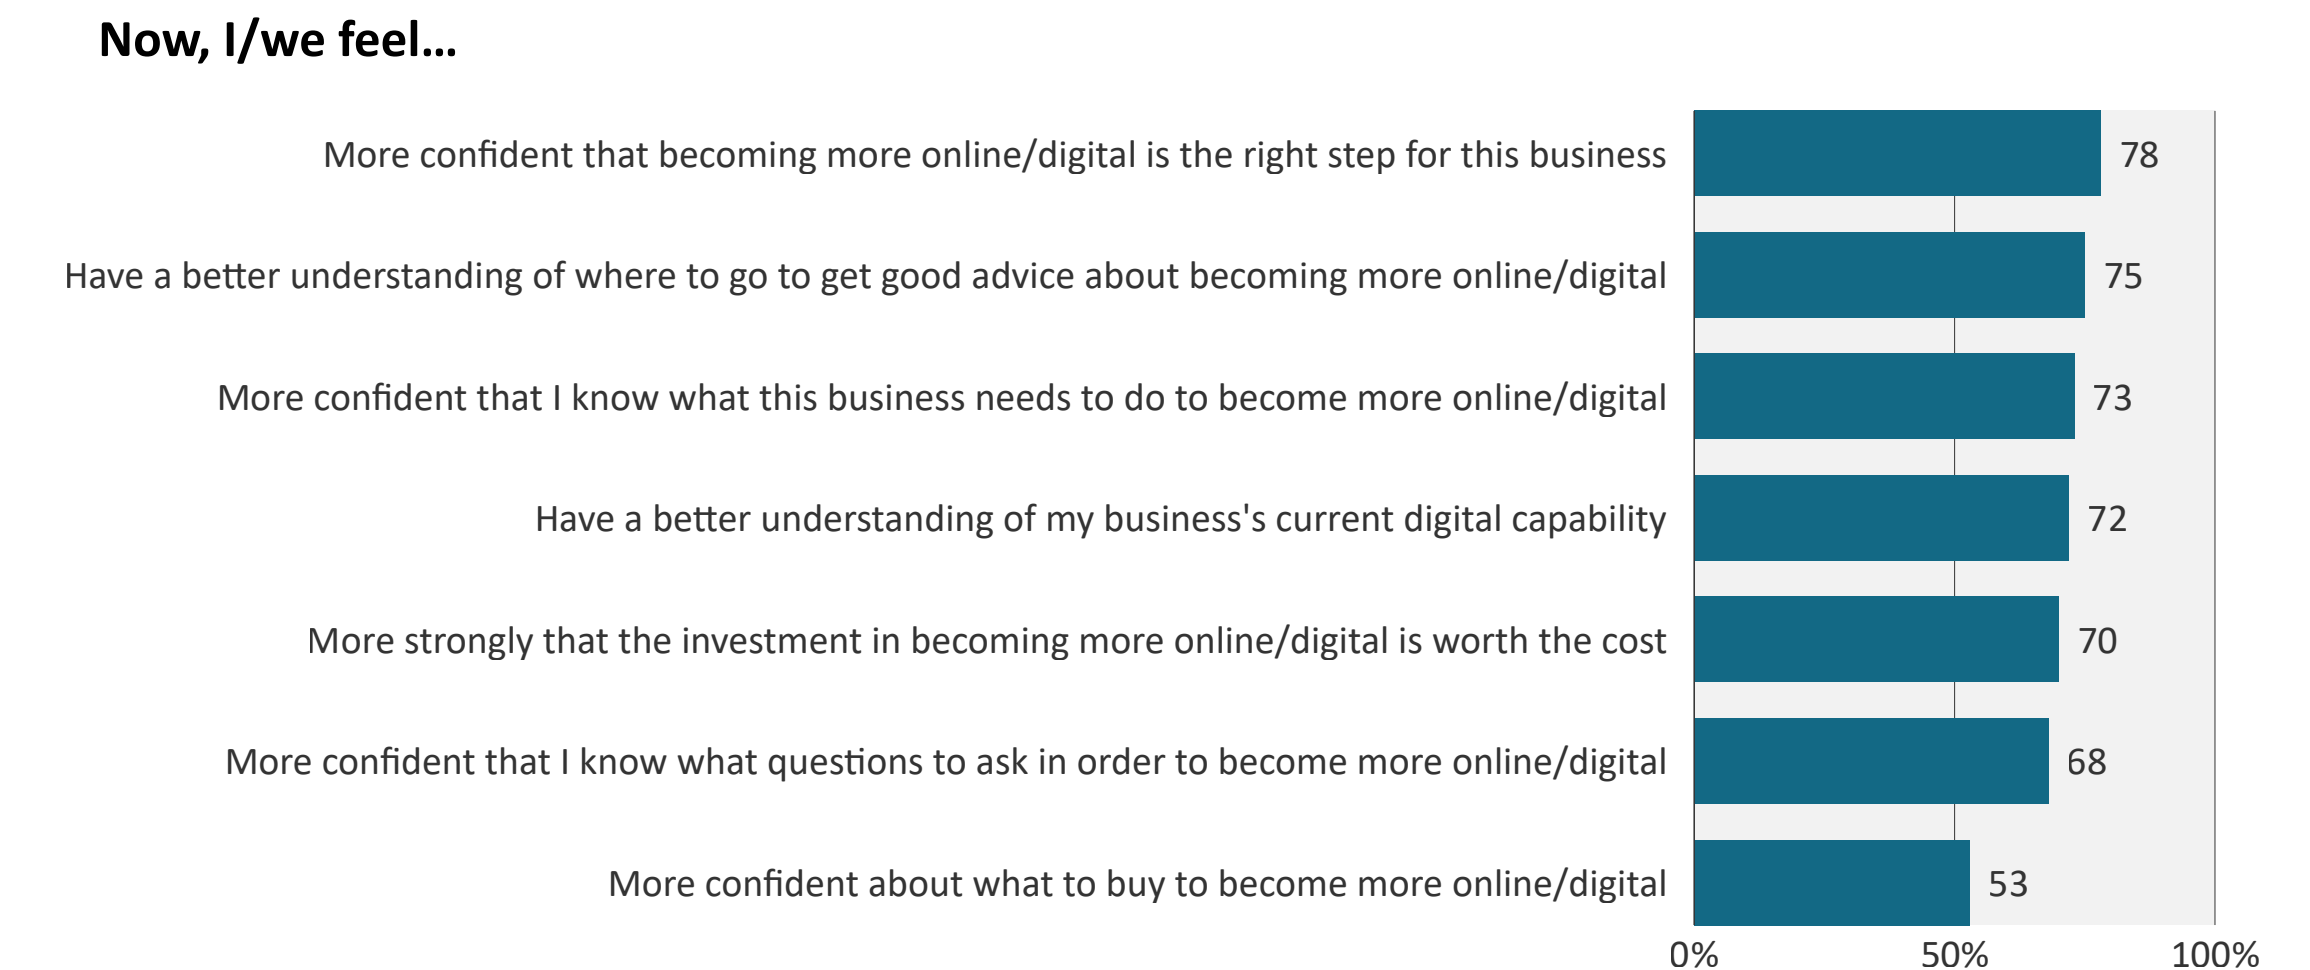 Now, I/we feel...
More confident that becoming more online/digital is the right step for this business 78
Have a better understanding of where to go to get good advice about becoming more online/digital 75
More confident that I know what this business needs to do to become more online/digital 73
Have a better understanding of my business's current digital capability 72
More strongly that the investment in becoming more online/digital is worth the cost 70
More confident that I know what questions to ask in order to become more online/digital 68
More confident about what to buy to become more online/digital 53
0% 50% 100%